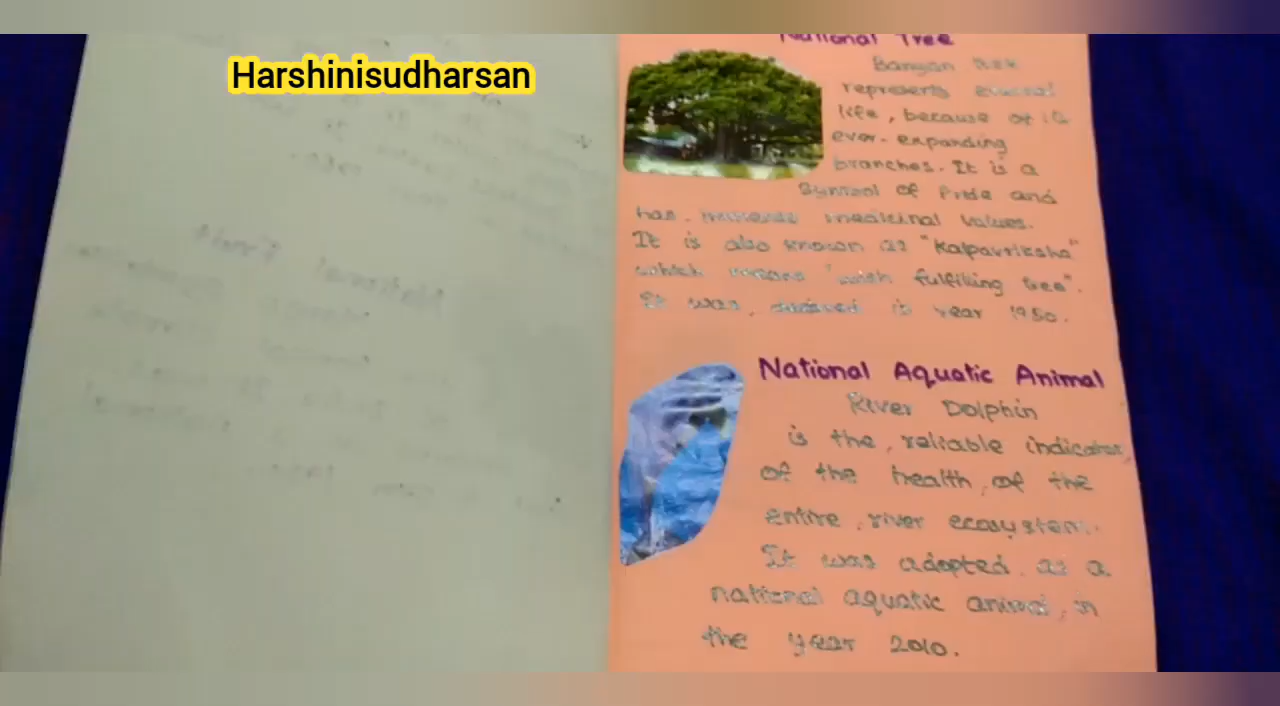 Harshinisudharsan
National Tree
Banyan tree
represents eternal
life, because of its
ever-expanding
branches. It is a
Symbol of Pride and
has immense medicinal values.
It is also known as "Kalpavriksha"
which means "wish fulfilling tree".
It was, is year 1950.
National Aquatic Animal
River Dolphin
is the, reliable indicator,
of the health, of the
entire, river ecosystem.
It was adopted, as a
national aquatic animal, in
the year 2010.